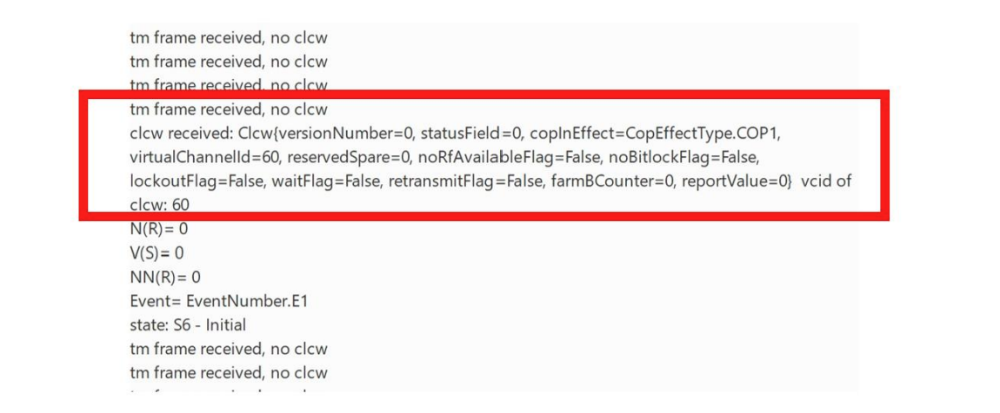 tm frame received, no clcw
tm frame received, no clcw
tm frame received, no clcw
tm frame received, no clcw
clcw received: Clcw{versionNumber=0, statusField=0, copInEffect=CopEffectType.COP1,
virtualChannelId=60, reservedSpare=0, noRfAvailableFlag=False, noBitlockFlag=False,
lockoutFlag=False, waitFlag=False, retransmitFlag=False, farmBCounter=0, reportValue=0} vcid of
clcw: 60
N(R)= 0
V(S)= 0
NN(R)= 0
Event= EventNumber.E1
state: S6 - Initial
tm frame received, no clcw
tm frame received, no clcw